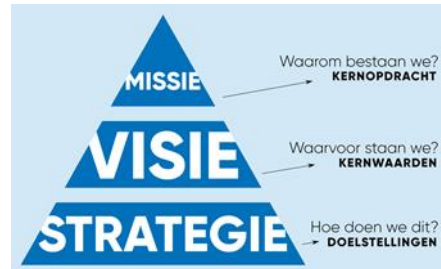 MISSIE
Waarom bestaan we?
KERNOPDRACHT
VISIE
Waarvoor staan we?
KERNWAARDEN
STRATEGIE
Hoe doen we dit?
DOELSTELLINGEN